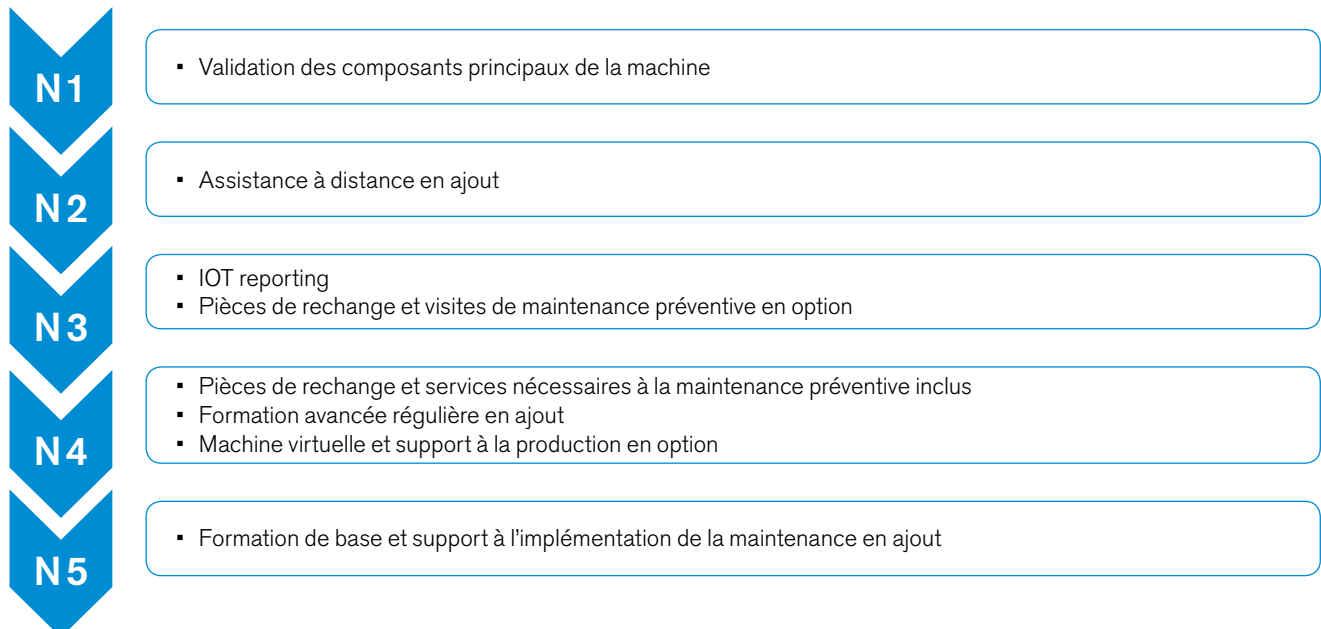 N1
▪ Validation des composants principaux de la machine
N2
▪ Assistance à distance en ajout
N3
▪ IOT reporting
▪ Pièces de rechange et visites de maintenance préventive en option
N4
▪ Pièces de rechange et services nécessaires à la maintenance préventive inclus
▪ Formation avancée régulière en ajout
▪ Machine virtuelle et support à la production en option
N5
▪ Formation de base et support à l'implémentation de la maintenance en ajout